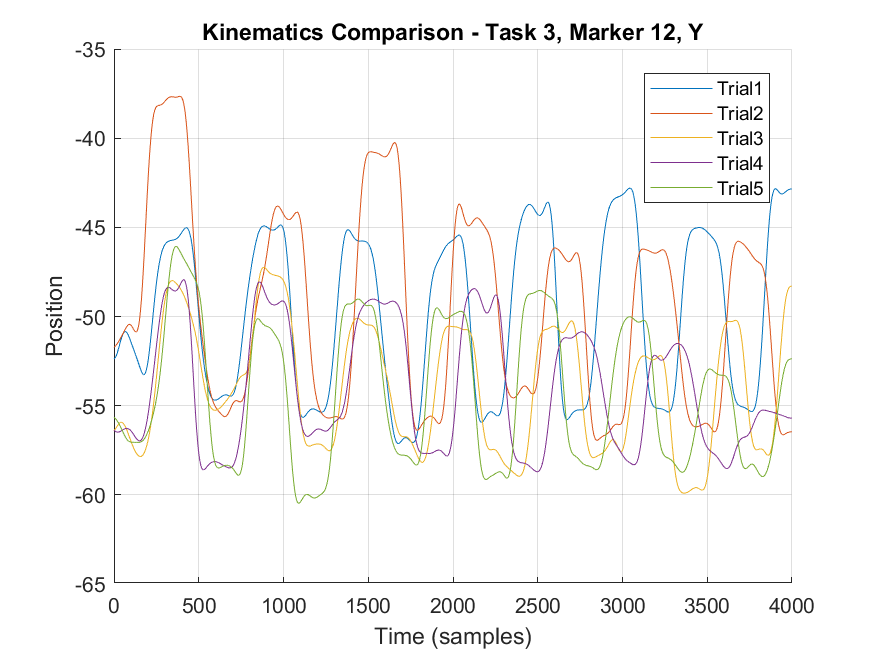 Kinematics Comparison - Task 3, Marker 12, Y
-35
-40
-45
-50
-55
-60
-65
Position
Trial1
Trial2
Trial3
Trial4
Trial5
0 500 1000 1500 2000 2500 3000 3500 4000
Time (samples)